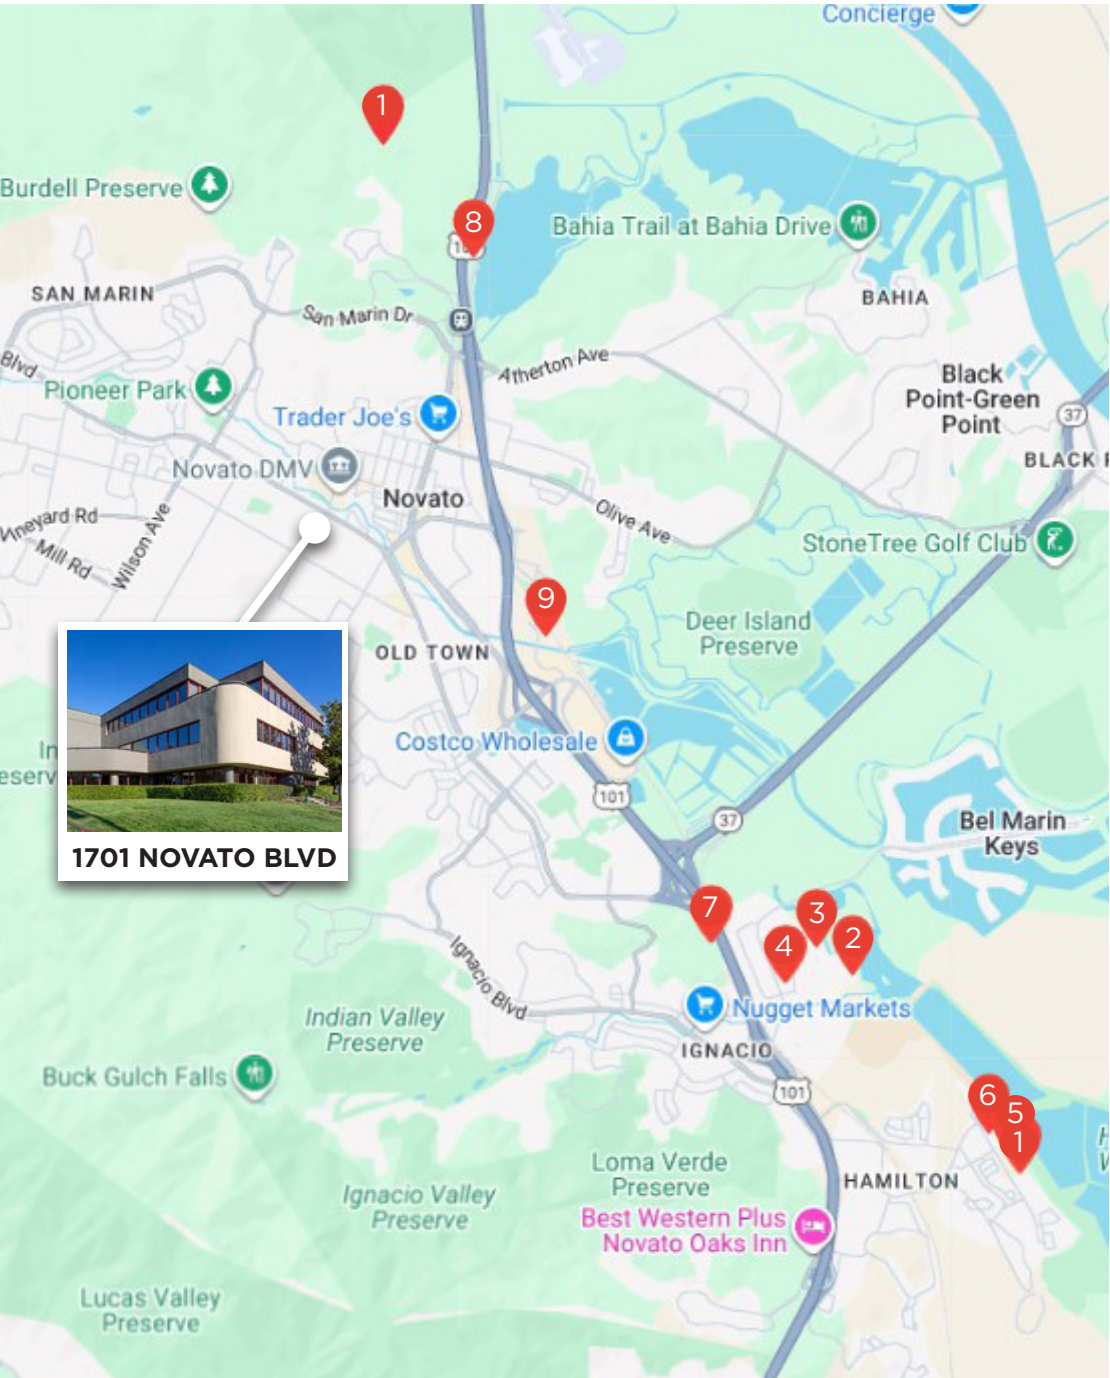 Concierge
1
Burdell Preserve
8
101
Bahia Trail at Bahia Drive
SAN MARIN
BAHIA
San Marin Dr
Blvd
Atherton Ave
Pioneer Park
Black
Point-Green
Point
37
Trader Joe's
BLACK
Novato DMV
Novato
Vineyard Rd
Mill Rd
Wilson Ave
Olive Ave
StoneTree Golf Club
9
Deer Island
Preserve
OLD TOWN
Costco Wholesale
101
37
Bel Marin
Keys
1701 NOVATO BLVD
7
3
4
2
Ignacio Blvd
Nugget Markets
Indian Valley
Preserve
IGNACIO
Buck Gulch Falls
101
6
5
1
Loma Verde
Preserve
HAMILTON
Ignacio Valley
Preserve
Best Western Plus
Novato Oaks Inn
Lucas Valley
Preserve